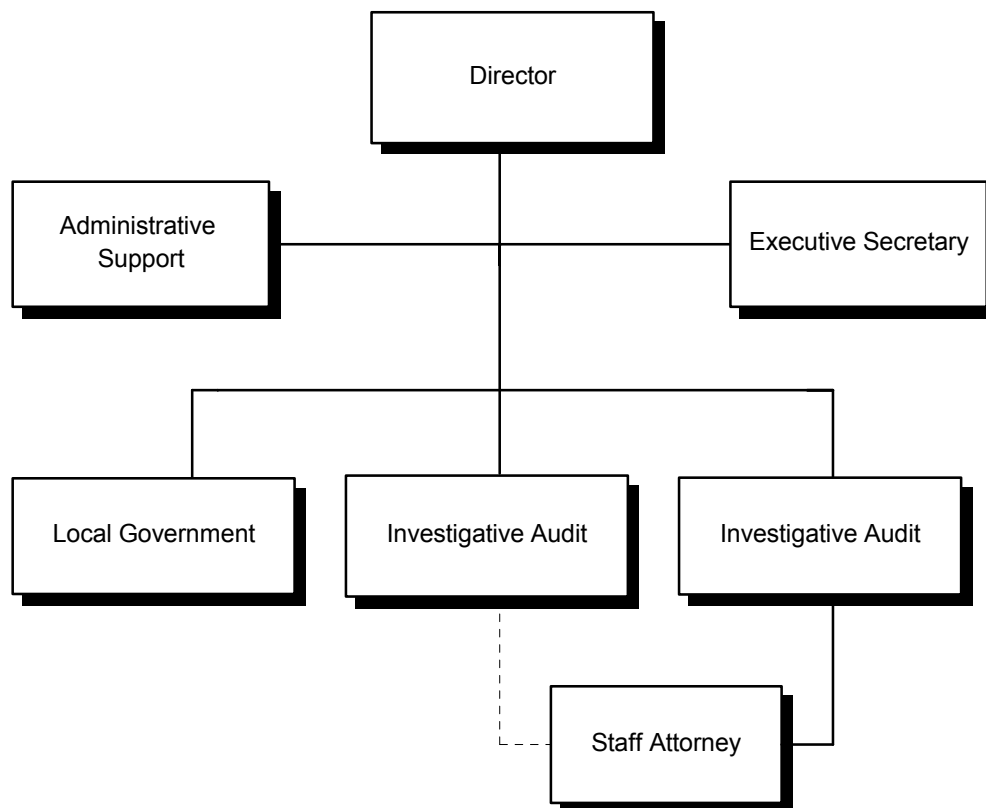 Director
Administrative
Support
Executive Secretary
Local Government
Investigative Audit
Investigative Audit
Staff Attorney